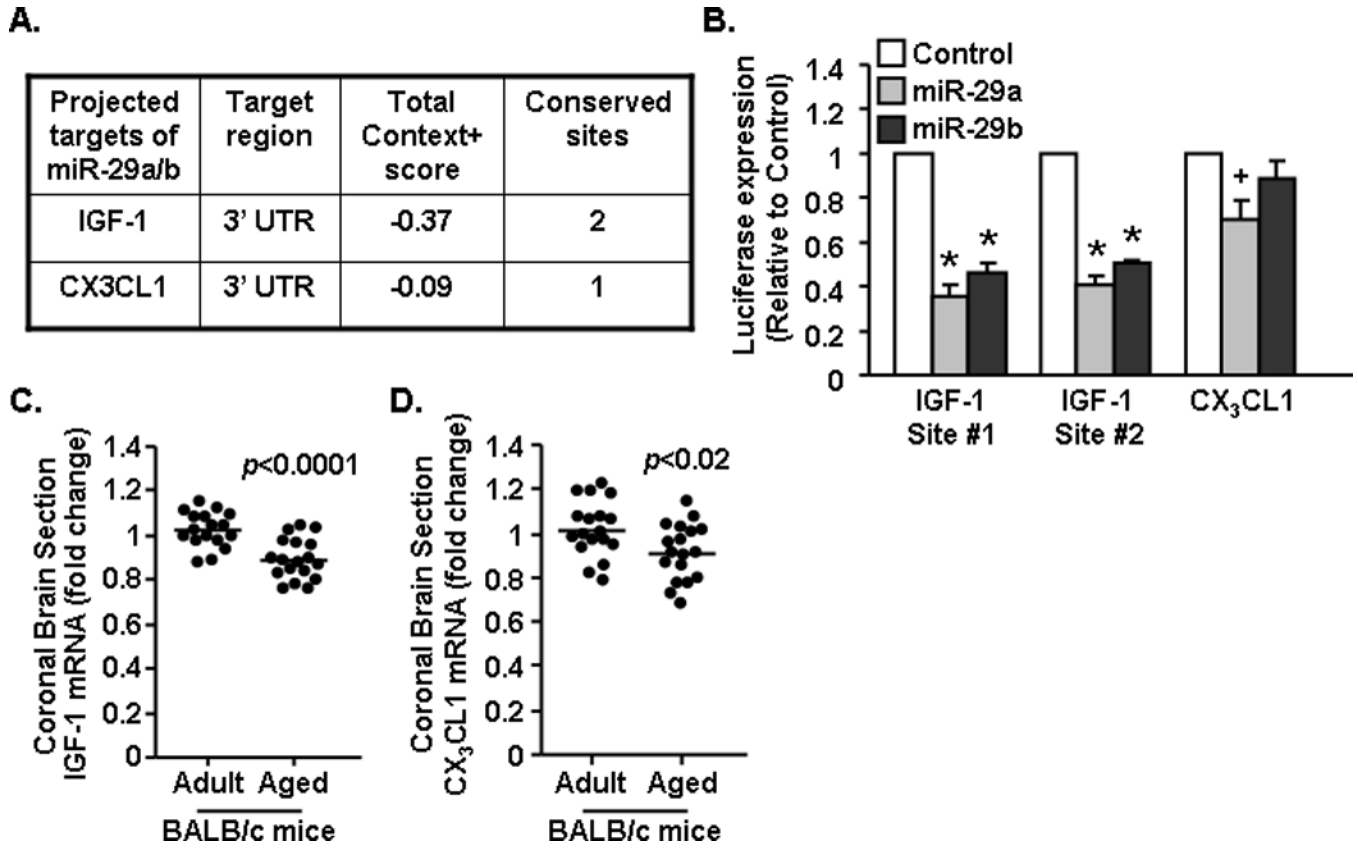 A.
Projected targets of miR-29a/b
Target region
Total Context+ score
Conserved sites
IGF-1 3' UTR -0.37 2
CX3CL1 3' UTR -0.09 1
B.
Control
miR-29a
miR-29b
Luciferase expression
(Relative to Control)
1.4
1.2
1
0.8
0.6
0.4
0.2
0
* * * * +
IGF-1
Site #1
IGF-1
Site #2
CX₃CL1
C.
Coronal Brain Section
IGF-1 mRNA (fold change)
1.4
1.2
1
0.8
0.6
0.4
0.2
0
p<0.0001
Adult Aged
BALB/c mice
D.
Coronal Brain Section
CX₃CL1 mRNA (fold change)
1.4
1.2
1
0.8
0.6
0.4
0.2
0
p<0.02
Adult Aged
BALB/c mice